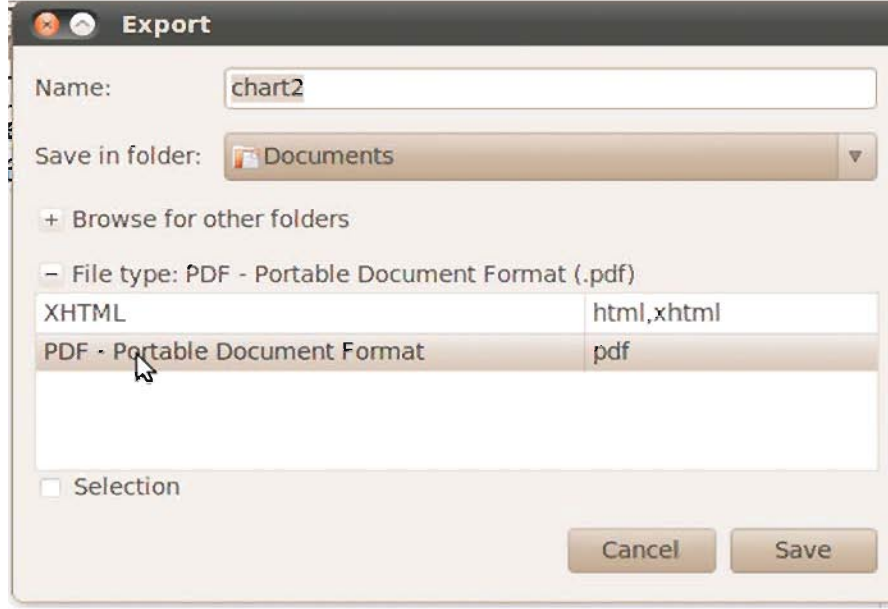 Export
Name: chart2
Save in folder: Documents
+ Browse for other folders
− File type: PDF - Portable Document Format (.pdf)
XHTML html,xhtml
PDF - Portable Document Format pdf
Selection
Cancel Save